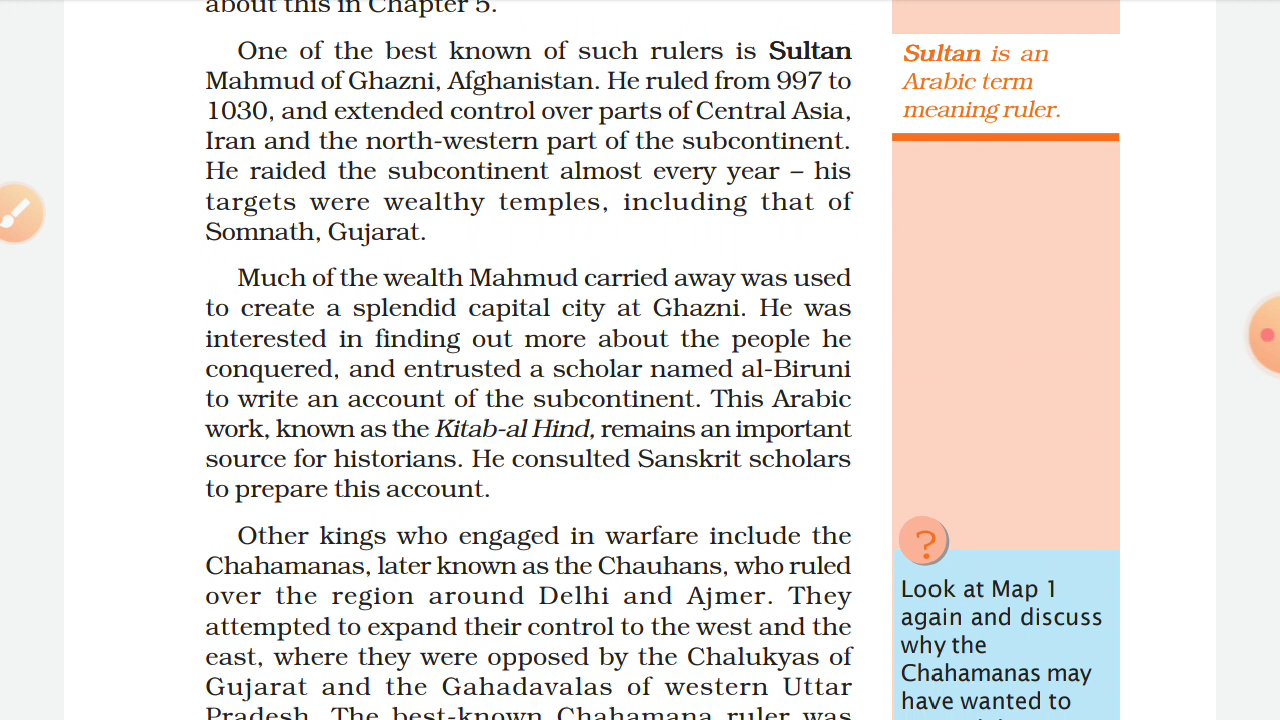 about this in Chapter 5.
One of the best known of such rulers is Sultan
Mahmud of Ghazni, Afghanistan. He ruled from 997 to
1030, and extended control over parts of Central Asia,
Iran and the north-western part of the subcontinent.
He raided the subcontinent almost every year – his
targets were wealthy temples, including that of
Somnath, Gujarat.
Much of the wealth Mahmud carried away was used
to create a splendid capital city at Ghazni. He was
interested in finding out more about the people he
conquered, and entrusted a scholar named al-Biruni
to write an account of the subcontinent. This Arabic
work, known as the Kitab-al Hind, remains an important
source for historians. He consulted Sanskrit scholars
to prepare this account.
Other kings who engaged in warfare include the
Chahamanas, later known as the Chauhans, who ruled
over the region around Delhi and Ajmer. They
attempted to expand their control to the west and the
east, where they were opposed by the Chalukyas of
Gujarat and the Gahadavalas of western Uttar
Pradesh. The best-known Chahamana ruler was
Sultan is an
Arabic term
meaning ruler.
?
Look at Map 1
again and discuss
why the
Chahamanas may
have wanted to